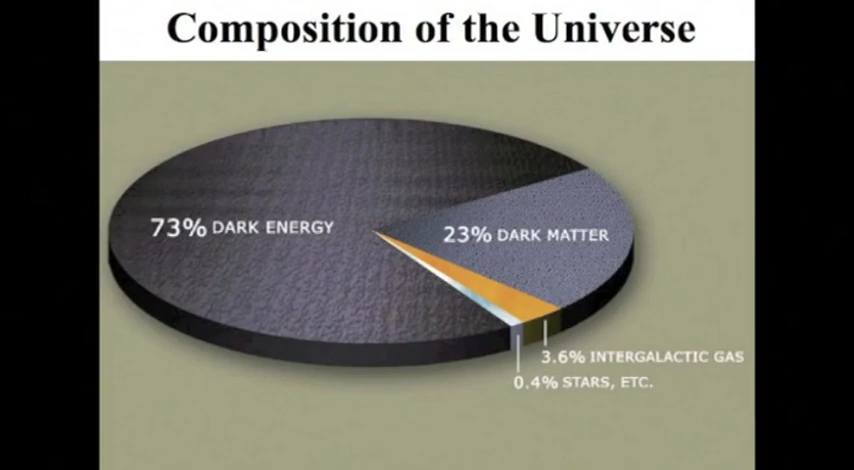 Composition of the Universe
73% DARK ENERGY
23% DARK MATTER
3.6% INTERGALACTIC GAS
0.4% STARS, ETC.